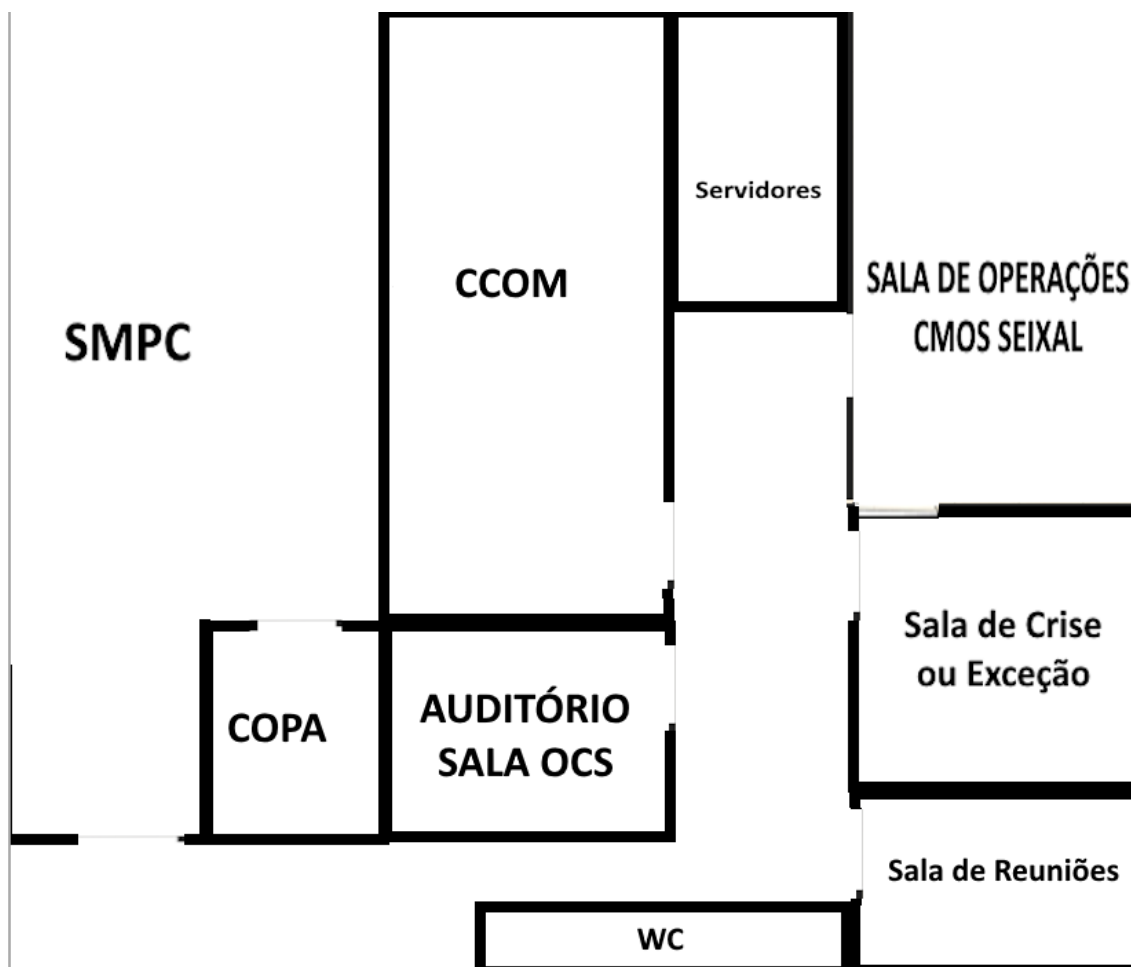 Servidores
CCOM
SALA DE OPERAÇÕES
CMOS SEIXAL
SMPC
Sala de Crise
ou Exceção
AUDITÓRIO
SALA OCS
COPA
Sala de Reuniões
WC